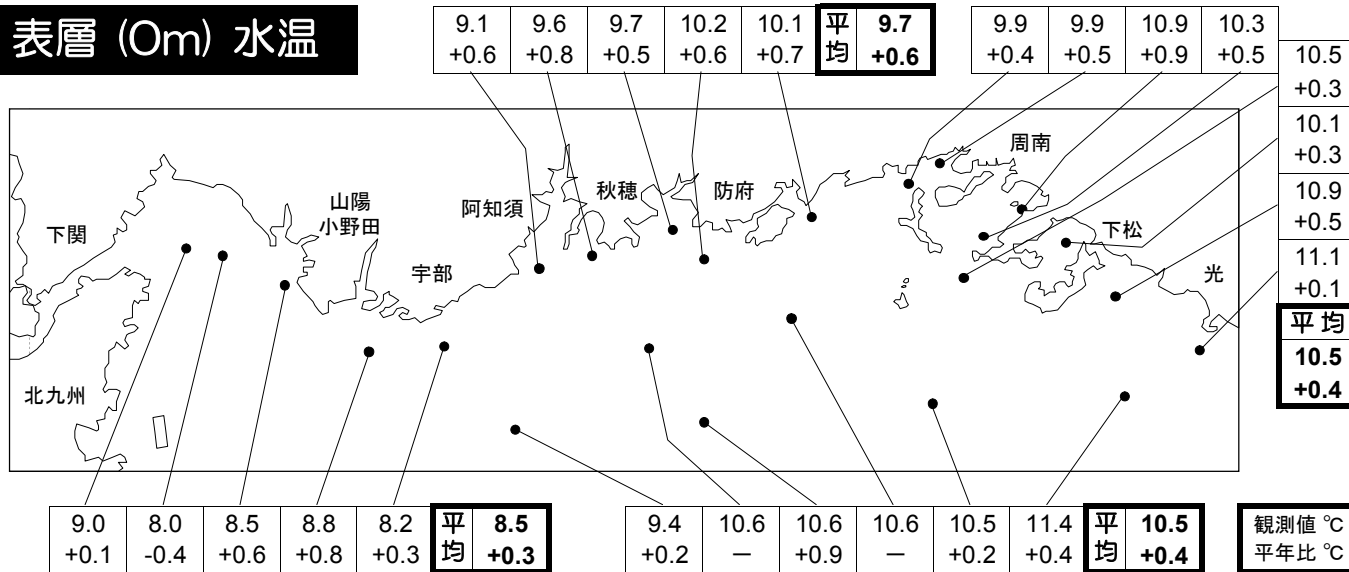 表層 (0m) 水温
9.1 9.6 9.7 10.2 10.1 平均 9.7
+0.6 +0.8 +0.5 +0.6 +0.7 +0.6
9.9 9.9 10.9 10.3
+0.4 +0.5 +0.9 +0.5
10.5
+0.3
10.1
+0.3
10.9
+0.5
11.1
+0.1
平均
10.5
+0.4
下関
山陽
小野田
宇部
阿知須
秋穂
防府
周南
下松
光
北九州
9.0 8.0 8.5 8.8 8.2 平均 8.5
+0.1 -0.4 +0.6 +0.8 +0.3 +0.3
9.4 10.6 10.6 10.6 10.5 11.4 平均 10.5
+0.2 − +0.9 − +0.2 +0.4 +0.4
観測値 ℃
平年比 ℃